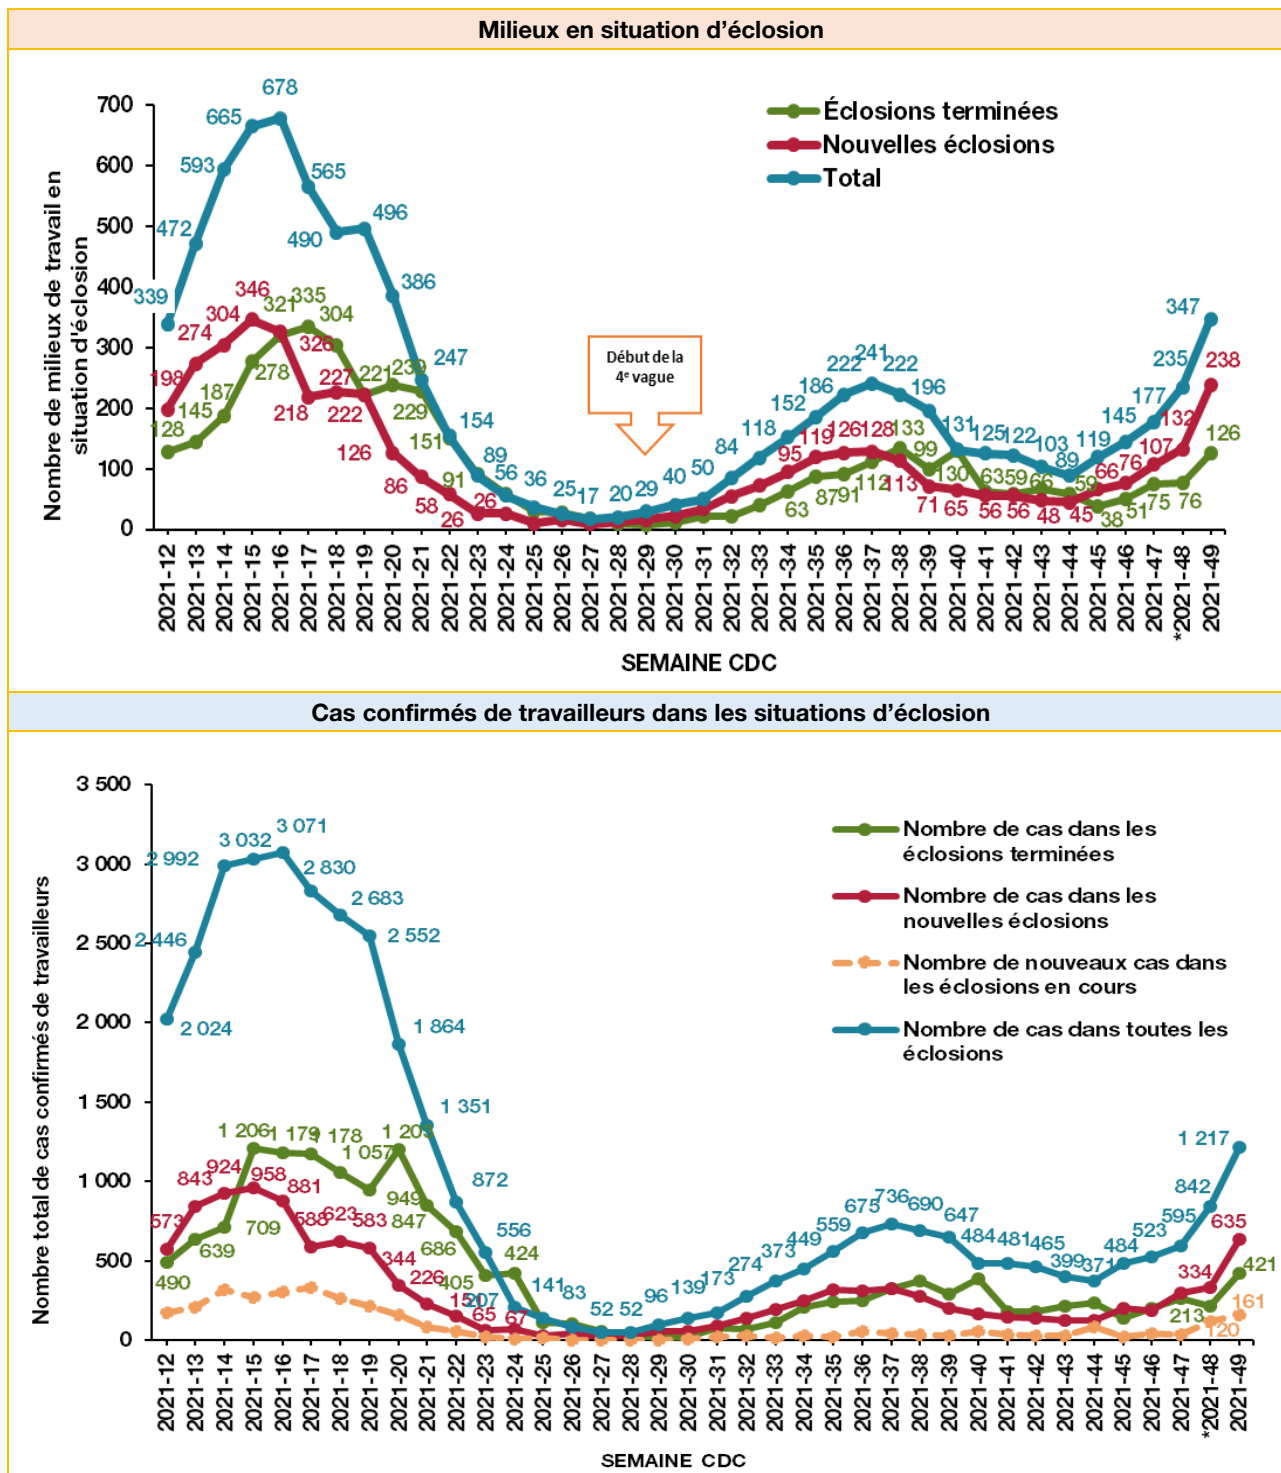 Milieux en situation d'éclosion
Nombre de milieux de travail en
situation d'éclosion
700
600
500
400
300
200
100
0
Éclosions terminées
Nouvelles éclosions
Total
Début de la
4e vague
339 472 593 665 678 565 490 496 386 247 154 89 56 36 25 17 20 29 40 50 84 118 152 186 222 241 222 196 131 125 122 103 89 119 145 177 235 347
198 274 304 346 326 218 227 222 126 86 58 26 26 95 119 126 128 113 71 65 56 56 48 45 66 76 107 132 238
128 145 187 278 321 335 304 221 239 229 151 91 63 87 91 112 133 99 130 63 59 66 59 38 51 75 76 126
2021-12 2021-13 2021-14 2021-15 2021-16 2021-17 2021-18 2021-19 2021-20 2021-21 2021-22 2021-23 2021-24 2021-25 2021-26 2021-27 2021-28 2021-29 2021-30 2021-31 2021-32 2021-33 2021-34 2021-35 2021-36 2021-37 2021-38 2021-39 2021-40 2021-41 2021-42 2021-43 2021-44 2021-45 2021-46 2021-47 *2021-48 2021-49
SEMAINE CDC
Cas confirmés de travailleurs dans les situations d'éclosion
Nombre total de cas confirmés de travailleurs
3 500
3 000
2 500
2 000
1 500
1 000
500
0
Nombre de cas dans les
éclosions terminées
Nombre de cas dans les
nouvelles éclosions
Nombre de nouveaux cas dans
les éclosions en cours
Nombre de cas dans toutes les
éclosions
2 024 2 446 2 992 3 032 3 071 2 830 2 683 2 552 1 864 1 351 872 556 207 141 83 52 52 96 139 173 274 373 449 559 675 736 690 647 484 481 465 399 371 484 523 595 842 1 217
490 639 709 1 206 1 179 1 178 1 057 949 1 203 847 686 405 424 213 421
573 843 924 958 881 588 623 583 344 226 151 65 67 334 635
120 161
2021-12 2021-13 2021-14 2021-15 2021-16 2021-17 2021-18 2021-19 2021-20 2021-21 2021-22 2021-23 2021-24 2021-25 2021-26 2021-27 2021-28 2021-29 2021-30 2021-31 2021-32 2021-33 2021-34 2021-35 2021-36 2021-37 2021-38 2021-39 2021-40 2021-41 2021-42 2021-43 2021-44 2021-45 2021-46 2021-47 *2021-48 2021-49
SEMAINE CDC